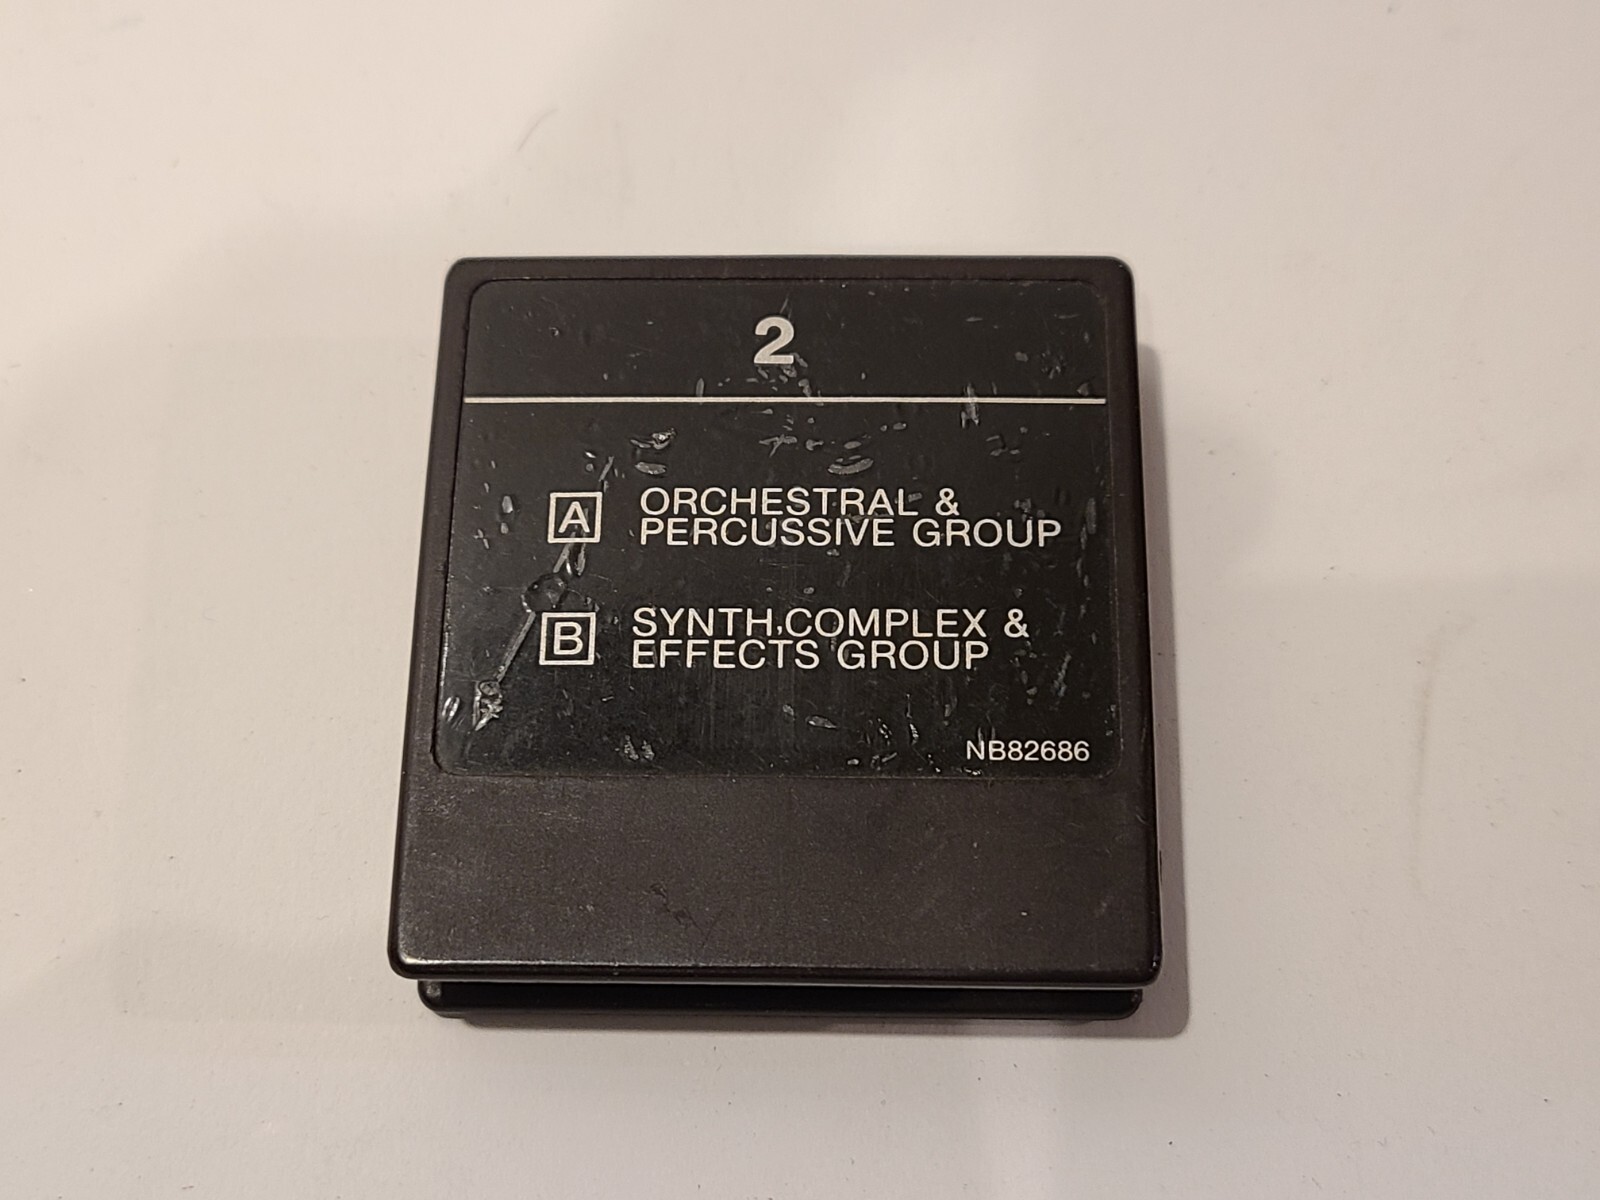 2
A ORCHESTRAL &
PERCUSSIVE GROUP
B SYNTH,COMPLEX &
EFFECTS GROUP
NB82686